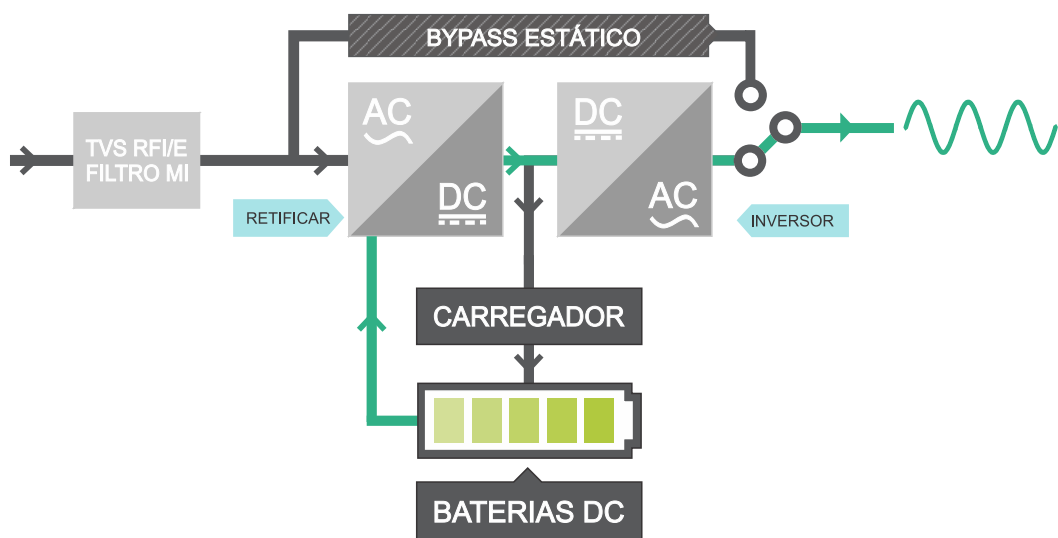 BYPASS ESTÁTICO
AC
DC
DC
AC
TVS RFI/E
FILTRO MI
RETIFICAR
INVERSOR
CARREGADOR
BATERIAS DC